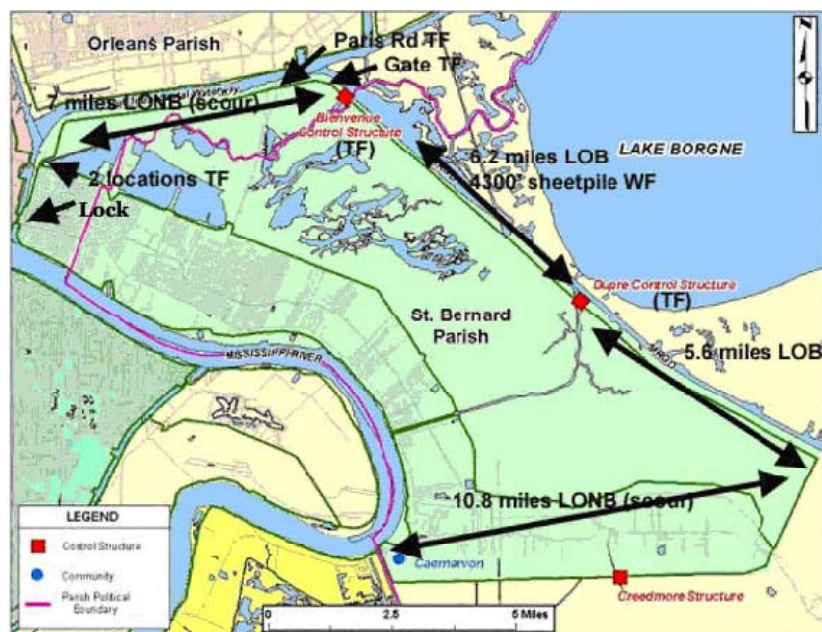 Orleans Parish
Paris Rd TF
Gate TF
Waterway
7 miles LONB (scour)
Bienvenue
Control Structure
(TF)
6.2 miles LOB
4300' sheetpile WF
LAKE BORGNE
2 locations TF
Lock
Dupre Control Structure
(TF)
St. Bernard
Parish
MISSISSIPPI RIVER
MRGO
5.6 miles LOB
10.8 miles LONB (scour)
LEGEND
Control Structure
Community
Parish Political
Boundary
Caernarvon
Creedmore Structure
0
2.5
5 Miles